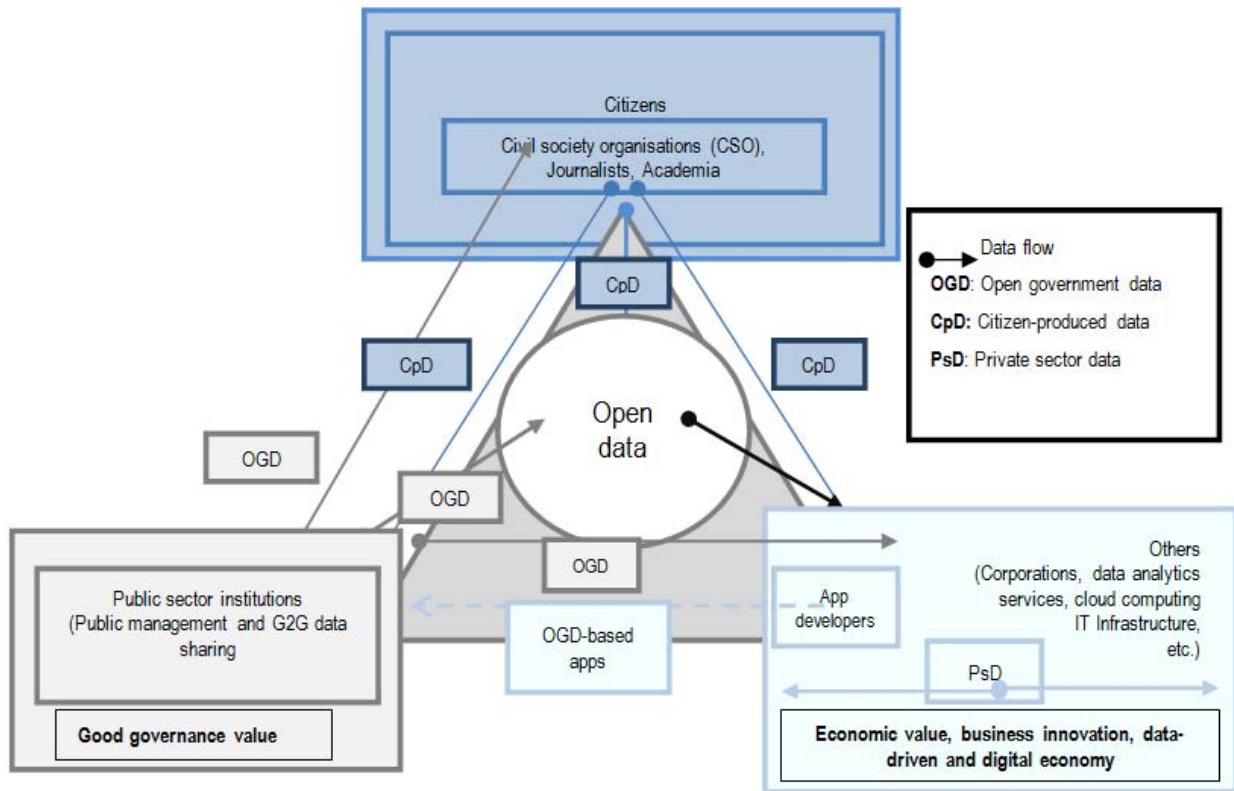 Citizens
Civil society organisations (CSO),
Journalists, Academia
Data flow
OGD: Open government data
CpD: Citizen-produced data
PsD: Private sector data
CpD
CpD
CpD
Open
data
OGD
OGD
OGD
Public sector institutions
(Public management and G2G data
sharing
Good governance value
OGD-based
apps
App
developers
Others
(Corporations, data analytics
services, cloud computing
IT Infrastructure,
etc.)
PsD
Economic value, business innovation, data-
driven and digital economy